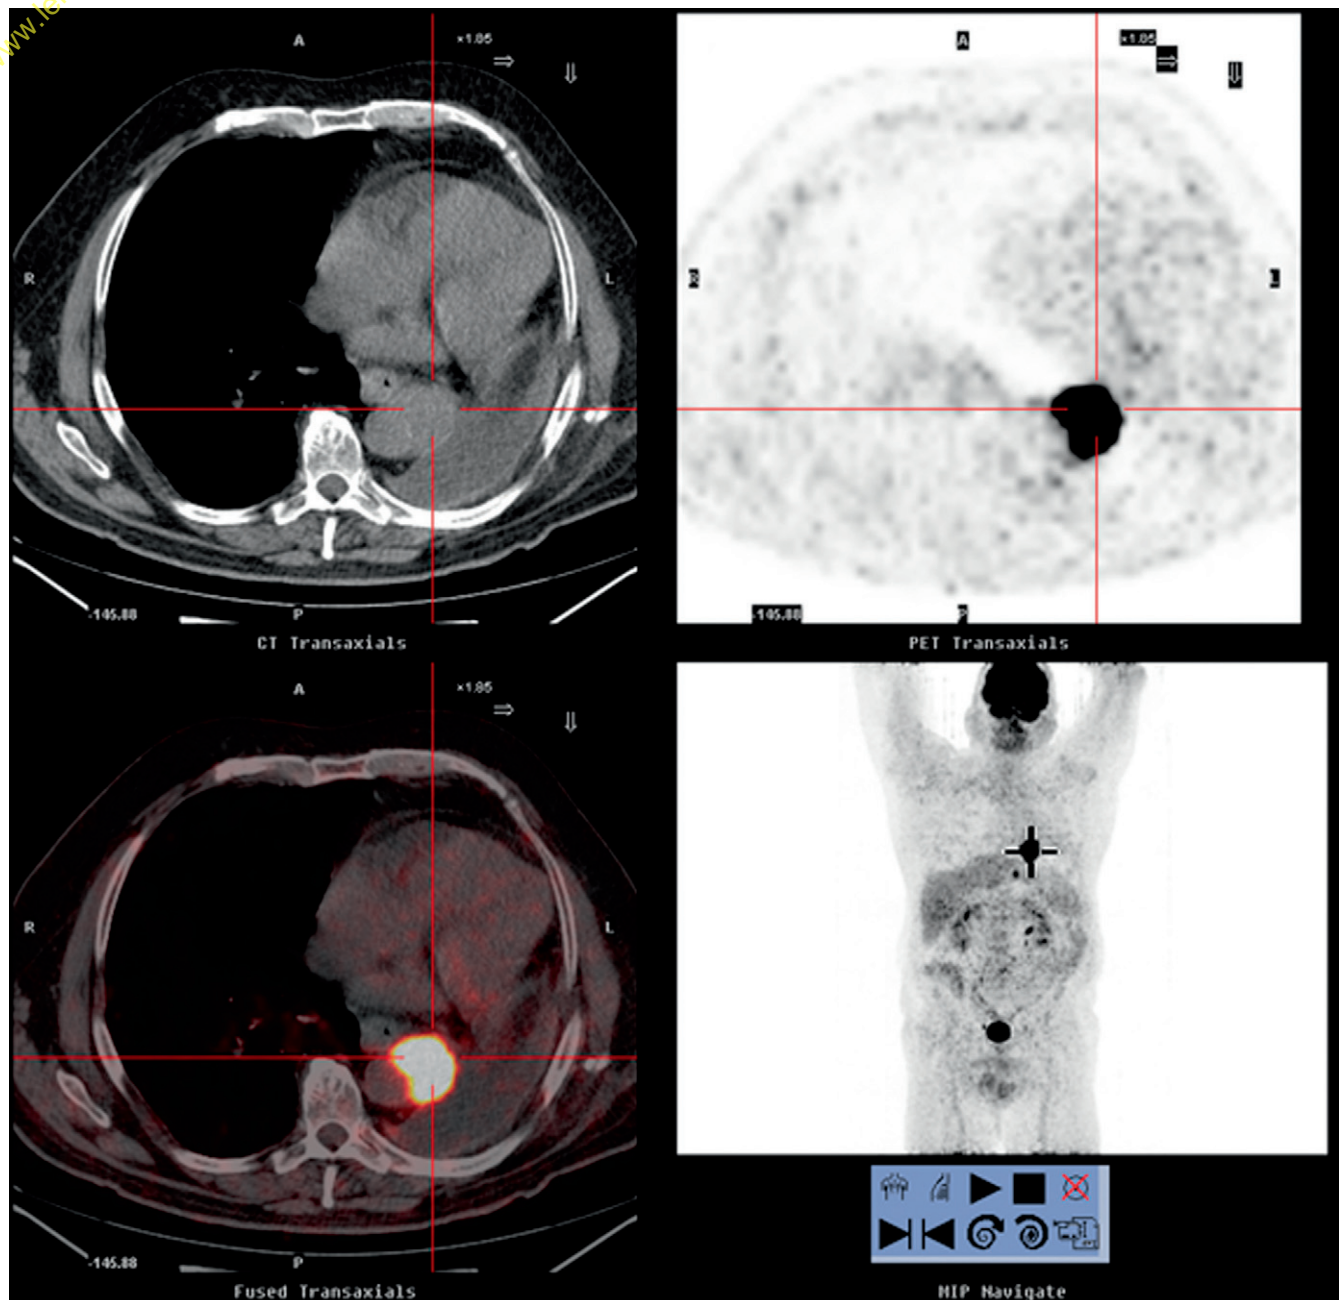 A
×1.85
⇒
⇓
R
L
-145.88
P
CT Transaxials
A
×1.85
⇒
⇓
L
-145.88
P
PET Transaxials
A
×1.85
⇒
⇓
R
L
-145.88
P
Fused Transaxials
MIP Navigate